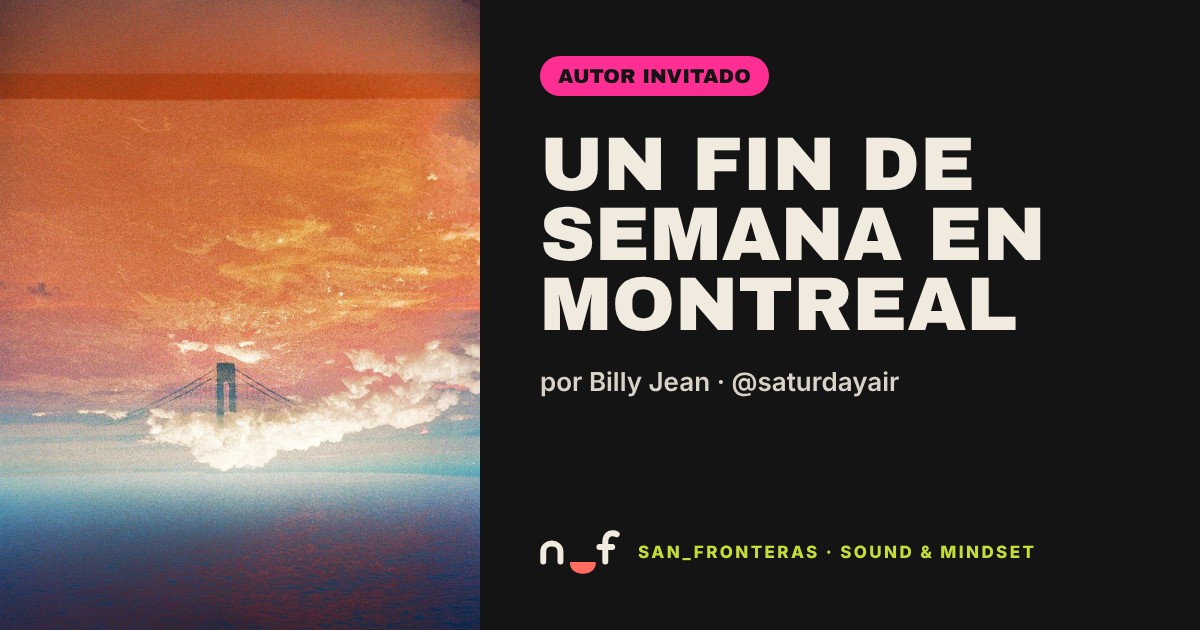 AUTOR INVITADO
UN FIN DE
SEMANA EN
MONTREAL
por Billy Jean · @saturdayair
n_f SAN_FRONTERAS · SOUND & MINDSET